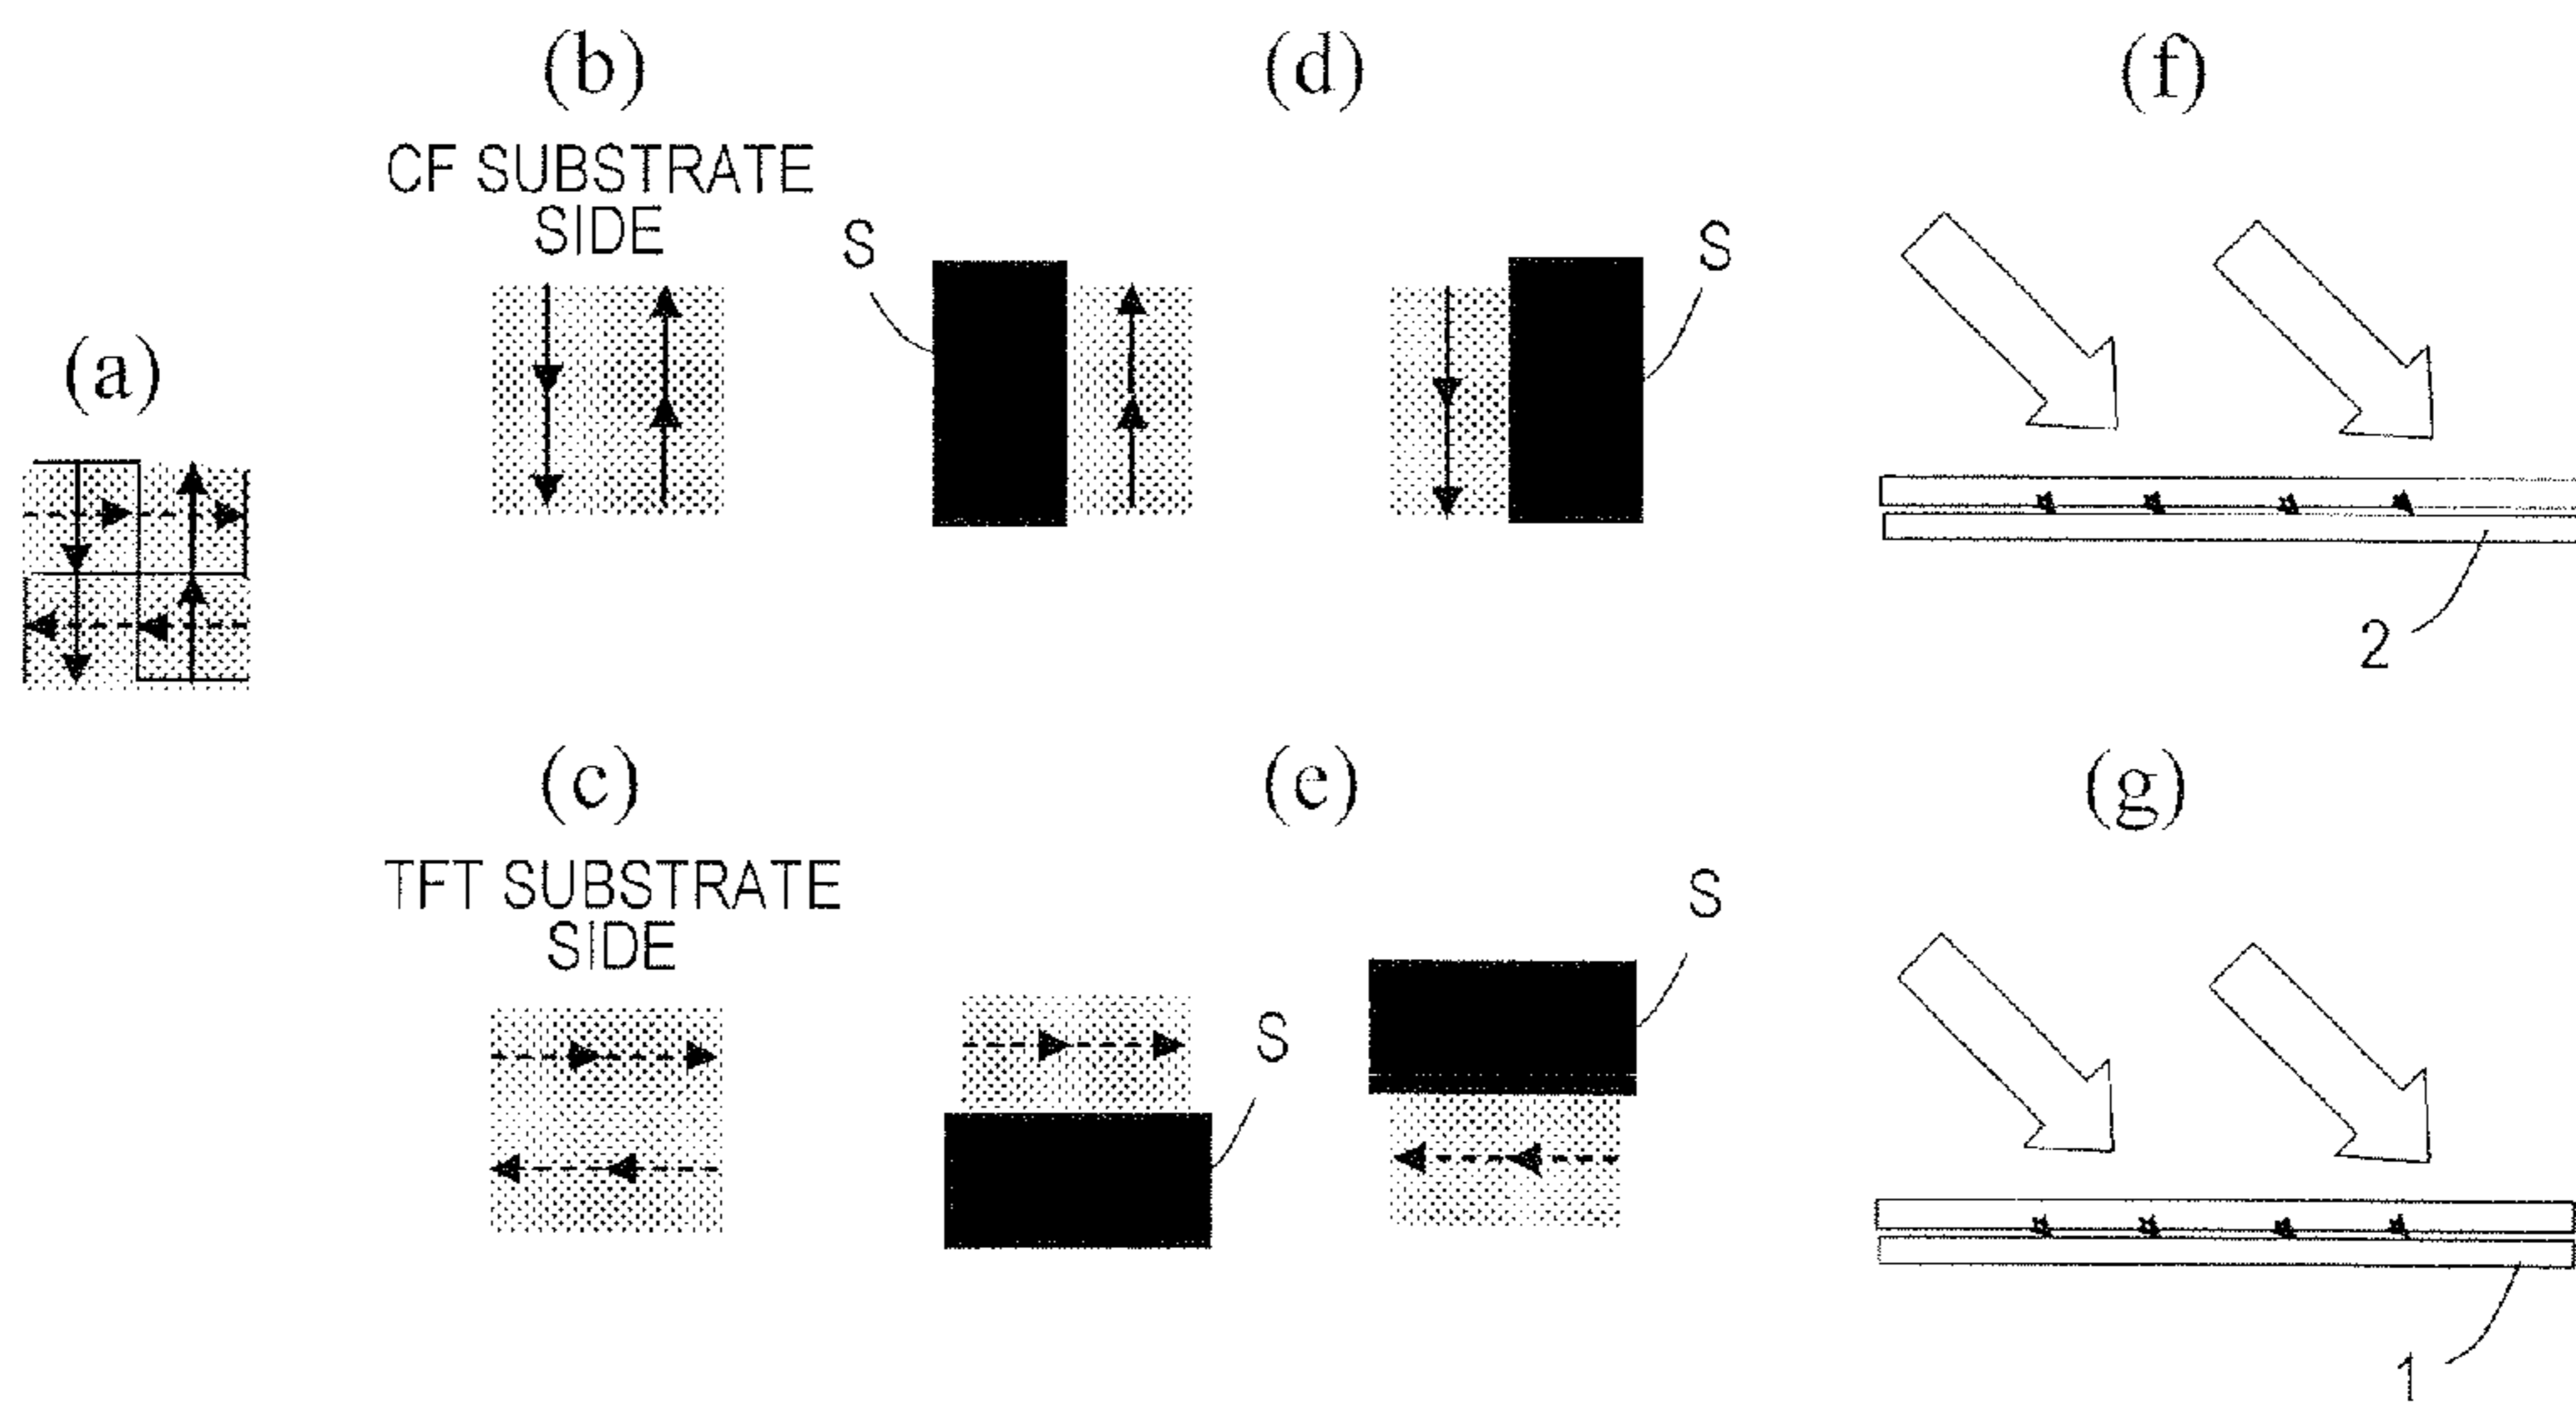 (a)
(b)
CF SUBSTRATE
SIDE
(c)
TFT SUBSTRATE
SIDE
(d)
S
S
(e)
S
S
(f)
2
(g)
1